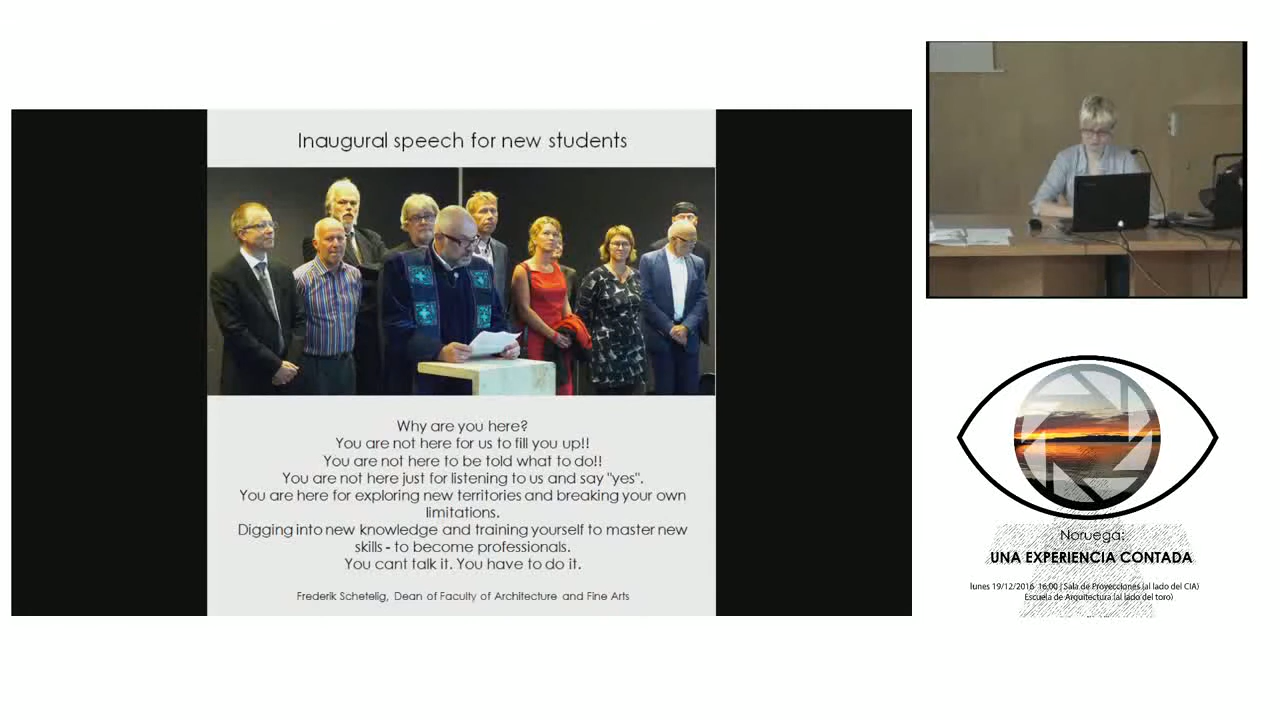 Inaugural speech for new students
Why are you here?
You are not here for us to fill you up!!
You are not here to be told what to do!!
You are not here just for listening to us and say "yes".
You are here for exploring new territories and breaking your own
limitations.
Digging into new knowledge and training yourself to master new
skills - to become professionals.
You cant talk it. You have to do it.
Frederik Schetelig, Dean of Faculty of Architecture and Fine Arts
Noruega:
UNA EXPERIENCIA CONTADA
lunes 19/12/2016 16:00 | Sala de Proyecciones (al lado del CIA)
Escuela de Arquitectura (al lado del toro)